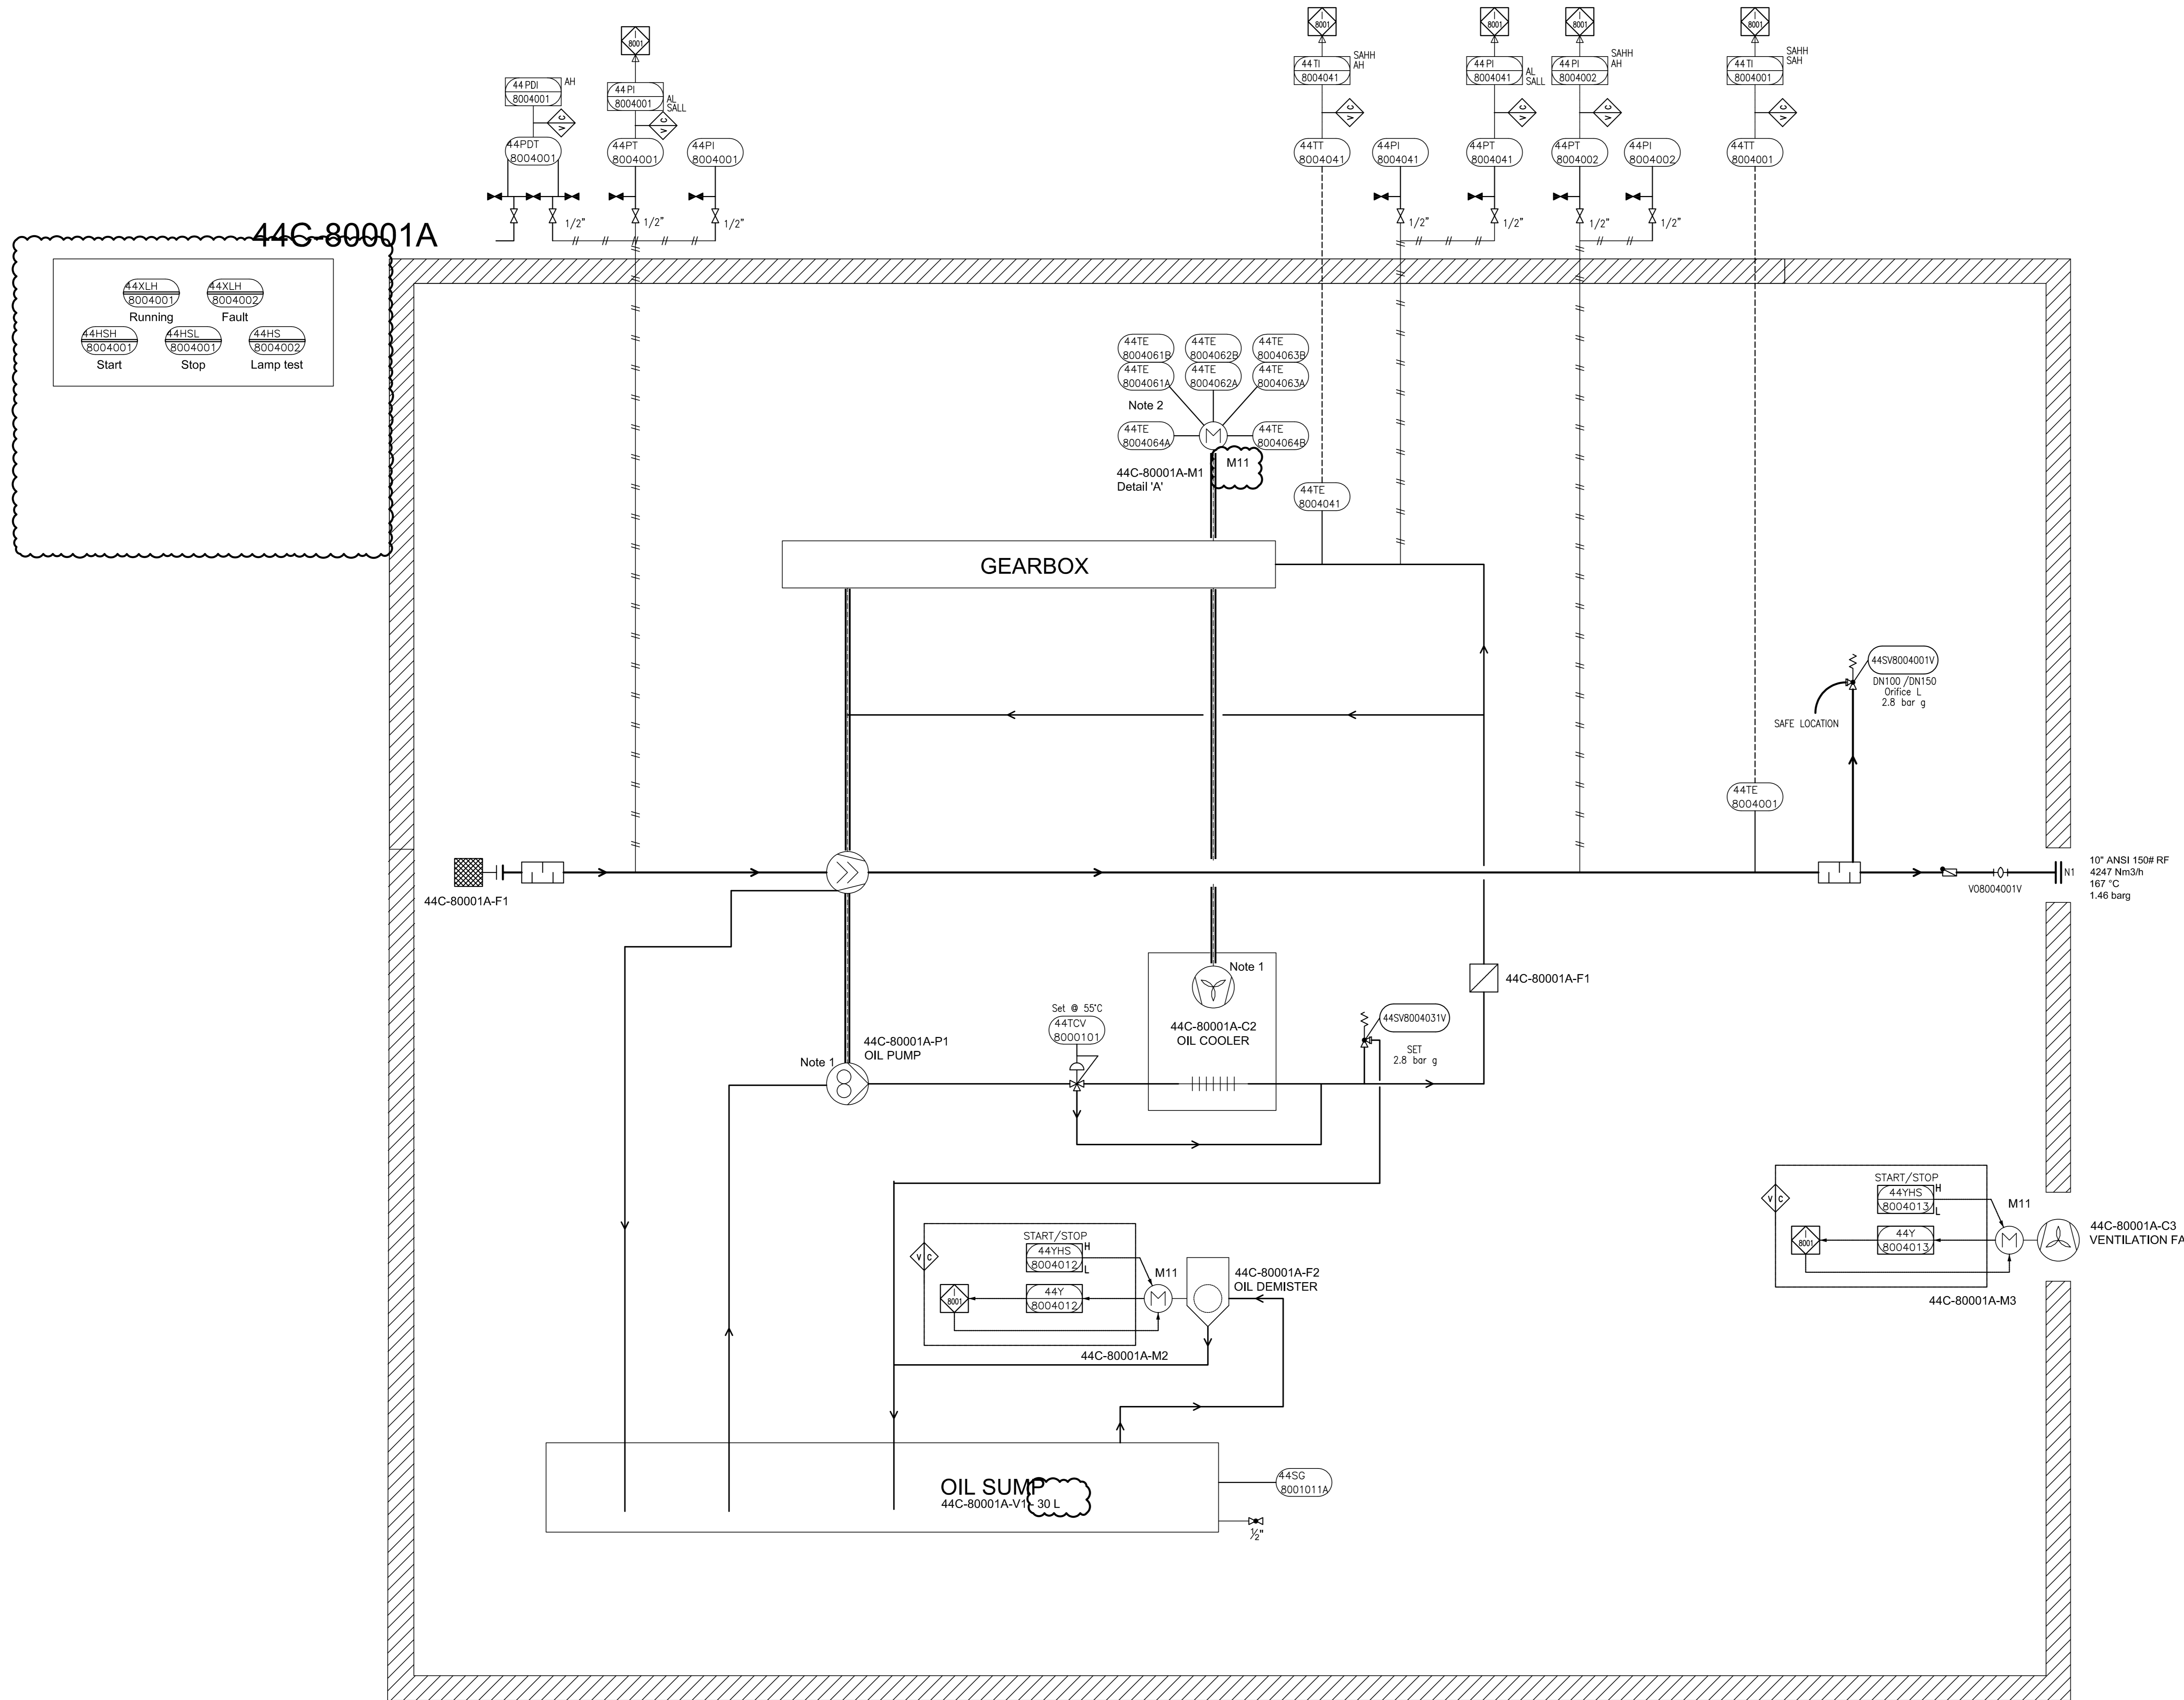 I
8001
I
8001
I
8001
I
8001
I
8001
44 PDI
8004001
AH
44 PI
8004001
AL
SALL
44 TI
8004041
SAHH
AH
44 PI
8004041
AL
SALL
44 PI
8004002
SAHH
AH
44 TI
8004001
SAHH
SAH
V C
V C
V C
V C
V C
V C
44PDT
8004001
44PT
8004001
44PI
8004001
44TT
8004041
44PI
8004041
44PT
8004041
44PT
8004002
44PI
8004002
44TT
8004001
1/2"
1/2"
1/2"
1/2"
1/2"
1/2"
1/2"
44C-80001A
44XLH
8004001
Running
44XLH
8004002
Fault
44HSH
8004001
Start
44HSL
8004001
Stop
44HS
8004002
Lamp test
44TE
8004061B
44TE
8004062B
44TE
8004063B
44TE
8004061A
44TE
8004062A
44TE
8004063A
Note 2
44TE
8004064A
M
44TE
8004064B
44C-80001A-M1
Detail 'A'
M11
44TE
8004041
GEARBOX
44SV8004001V
DN100 /DN150
Orifice L
2.8 bar g
SAFE LOCATION
44TE
8004001
44C-80001A-F1
VO8004001V
N1
10" ANSI 150# RF
4247 Nm3/h
167 °C
1.46 barg
Note 1
44C-80001A-C2
OIL COOLER
44C-80001A-F1
Set @ 55°C
44TCV
8000101
44SV8004031V
SET
2.8 bar g
44C-80001A-P1
OIL PUMP
Note 1
START/STOP
44YHS
8004012
H
L
V C
I
8001
44Y
8004012
M11
M
44C-80001A-F2
OIL DEMISTER
44C-80001A-M2
START/STOP
44YHS
8004013
H
L
V C
I
8001
44Y
8004013
M11
M
44C-80001A-C3
VENTILATION FA
44C-80001A-M3
OIL SUMP
44C-80001A-V1 - 30 L
44SG
8001011A
½"